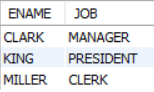 ENAME JOB
CLARK MANAGER
KING PRESIDENT
MILLER CLERK